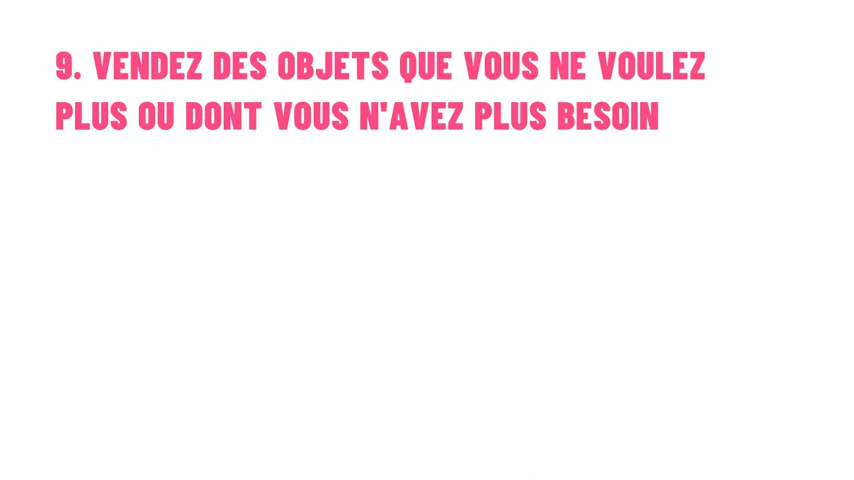 9. VENDEZ DES OBJETS QUE VOUS NE VOULEZ
PLUS OU DONT VOUS N'AVEZ PLUS BESOIN